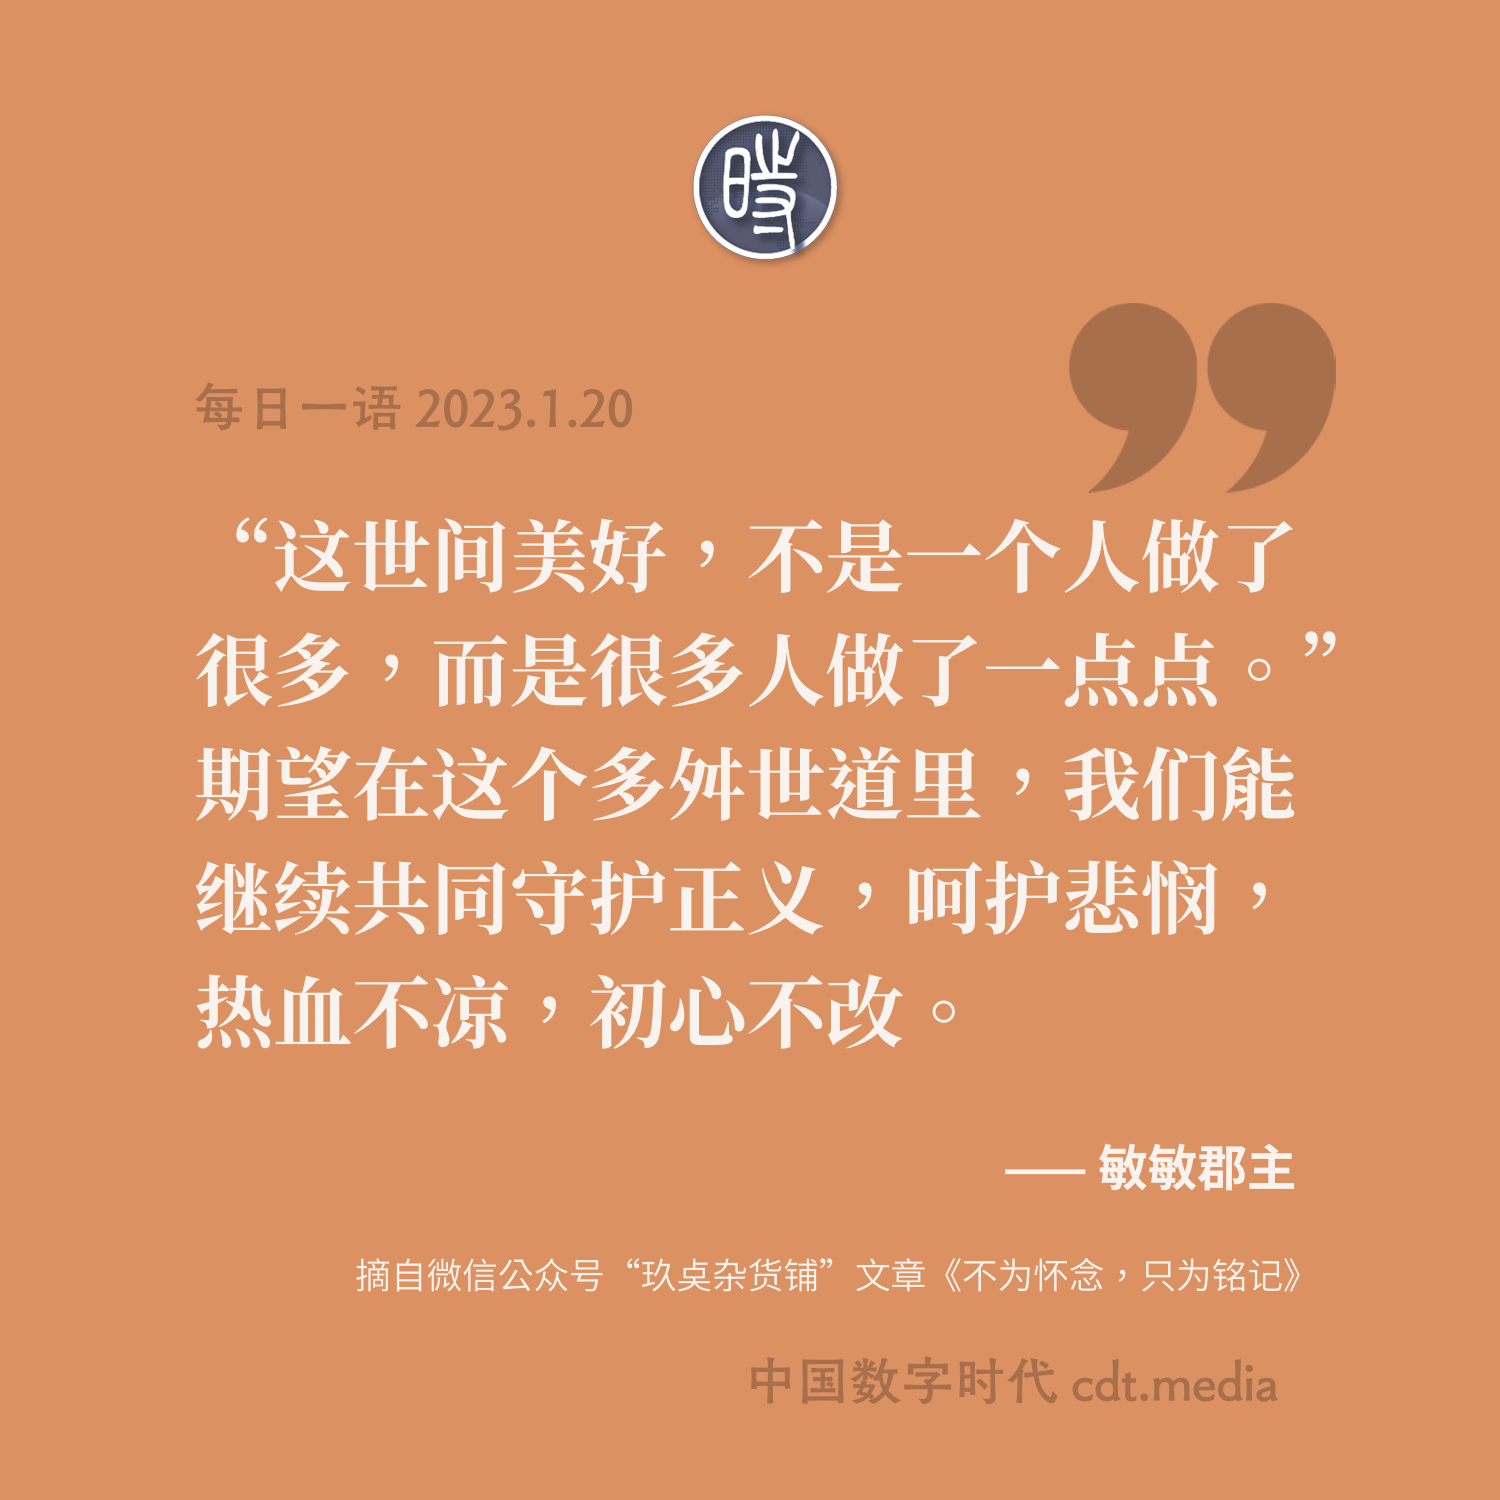 時
每日一语 2023.1.20
“这世间美好，不是一个人做了
很多，而是很多人做了一点点。”
期望在这个多舛世道里，我们能
继续共同守护正义，呵护悲悯，
热血不凉，初心不改。
—— 敏敏郡主
摘自微信公众号“玖奌杂货铺”文章《不为怀念，只为铭记》
中国数字时代 cdt.media